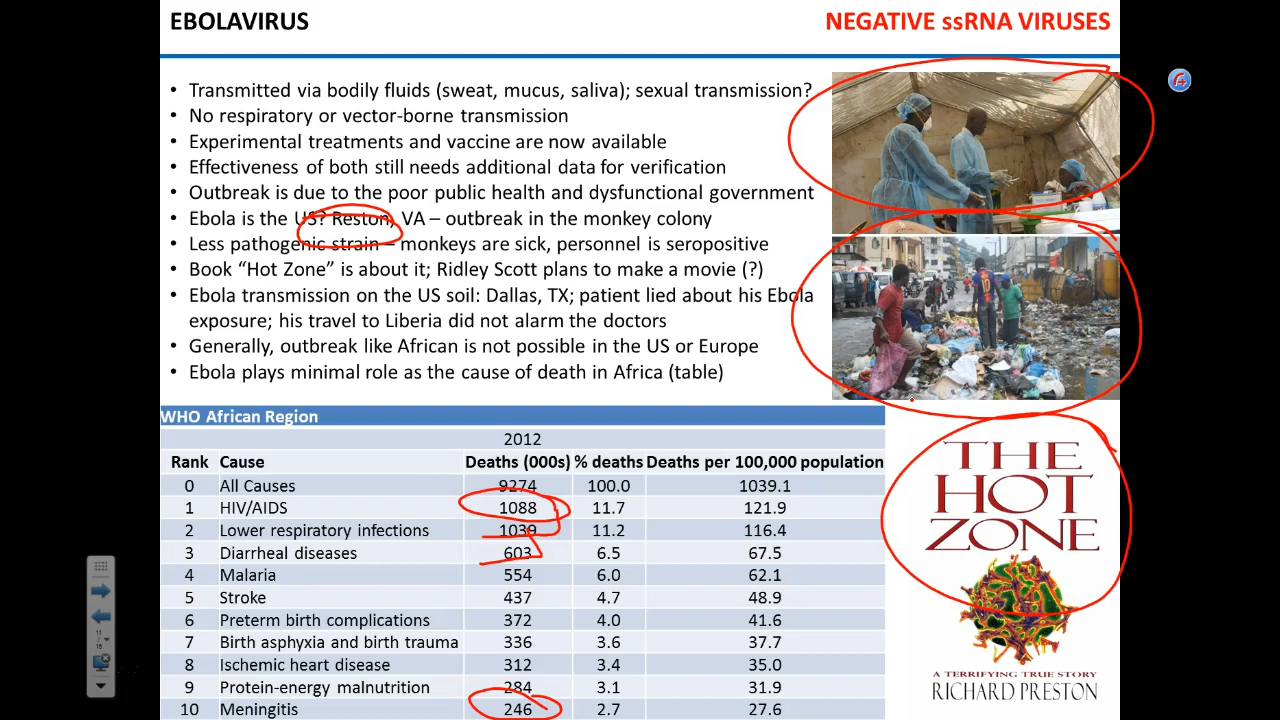 EBOLAVIRUS
NEGATIVE ssRNA VIRUSES
• Transmitted via bodily fluids (sweat, mucus, saliva); sexual transmission?
• No respiratory or vector-borne transmission
• Experimental treatments and vaccine are now available
• Effectiveness of both still needs additional data for verification
• Outbreak is due to the poor public health and dysfunctional government
• Ebola is the US? Reston, VA – outbreak in the monkey colony
• Less pathogenic strain – monkeys are sick, personnel is seropositive
• Book “Hot Zone” is about it; Ridley Scott plans to make a movie (?)
• Ebola transmission on the US soil: Dallas, TX; patient lied about his Ebola
exposure; his travel to Liberia did not alarm the doctors
• Generally, outbreak like African is not possible in the US or Europe
• Ebola plays minimal role as the cause of death in Africa (table)
WHO African Region
2012
Rank Cause Deaths (000s) % deaths Deaths per 100,000 population
0 All Causes 9274 100.0 1039.1
1 HIV/AIDS 1088 11.7 121.9
2 Lower respiratory infections 1039 11.2 116.4
3 Diarrheal diseases 603 6.5 67.5
4 Malaria 554 6.0 62.1
5 Stroke 437 4.7 48.9
6 Preterm birth complications 372 4.0 41.6
7 Birth asphyxia and birth trauma 336 3.6 37.7
8 Ischemic heart disease 312 3.4 35.0
9 Protein-energy malnutrition 284 3.1 31.9
10 Meningitis 246 2.7 27.6
THE
HOT
ZONE
A TERRIFYING TRUE STORY
RICHARD PRESTON
10
11
/
16